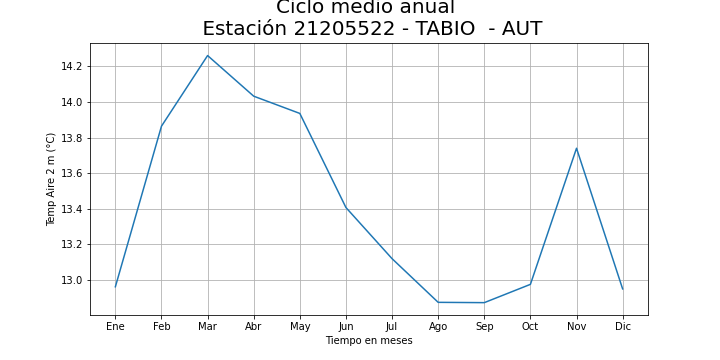 Ciclo medio anual
Estación 21205522 - TABIO - AUT
Temp Aire 2 m (°C)
14.2
14.0
13.8
13.6
13.4
13.2
13.0
Ene Feb Mar Abr May Jun Jul Ago Sep Oct Nov Dic
Tiempo en meses